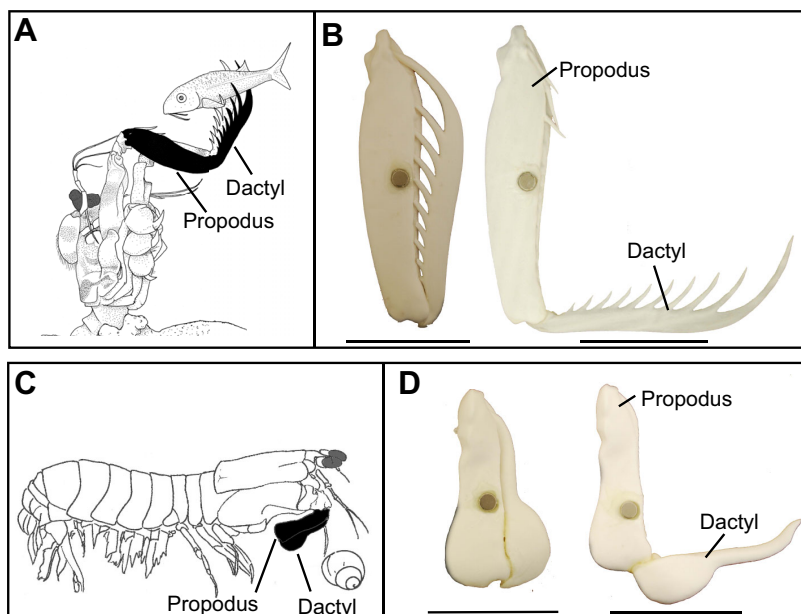 A
Dactyl
Propodus
B
Propodus
Dactyl
C
Propodus
Dactyl
D
Propodus
Dactyl